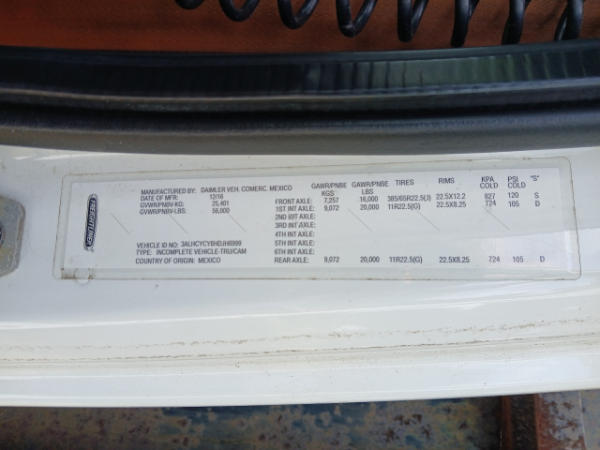 FREIGHTLINER
MANUFACTURED BY: DAIMLER VEH. COMERC. MEXICO
DATE OF MFR: 12/16
GVWR/PNBV-KG: 25,401
GVWR/PNBV-LBS: 56,000
VEHICLE ID NO:
TYPE: INCOMPLETE VEHICLE-TRU/CAM
COUNTRY OF ORIGIN: MEXICO
GAWR/PNBE KGS GAWR/PNBE LBS TIRES RIMS KPA COLD PSI COLD "S"
FRONT AXLE: 7,257 16,000 385/65R22.5(J) 22.5X12.2 827 120 S
1ST INT AXLE: 9,072 20,000 11R22.5(G) 22.5X8.25 724 105 D
2ND INT AXLE:
3RD INT AXLE:
4TH INT AXLE:
5TH INT AXLE:
6TH INT AXLE:
REAR AXLE: 9,072 20,000 11R22.5(G) 22.5X8.25 724 105 D